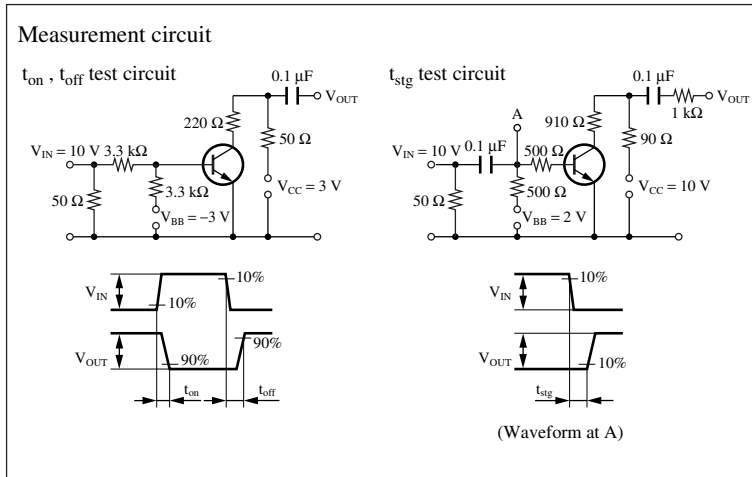 Measurement circuit
t_on , t_off test circuit
0.1 μF
V_OUT
220 Ω
50 Ω
V_IN = 10 V 3.3 kΩ
50 Ω
3.3 kΩ
V_CC = 3 V
V_BB = −3 V
V_IN
10%
10%
V_OUT
90%
90%
t_on
t_off
t_stg test circuit
0.1 μF
V_OUT
910 Ω
1 kΩ
A
90 Ω
V_IN = 10 V
0.1 μF
500 Ω
50 Ω
500 Ω
V_CC = 10 V
V_BB = 2 V
V_IN
10%
V_OUT
10%
t_stg
(Waveform at A)